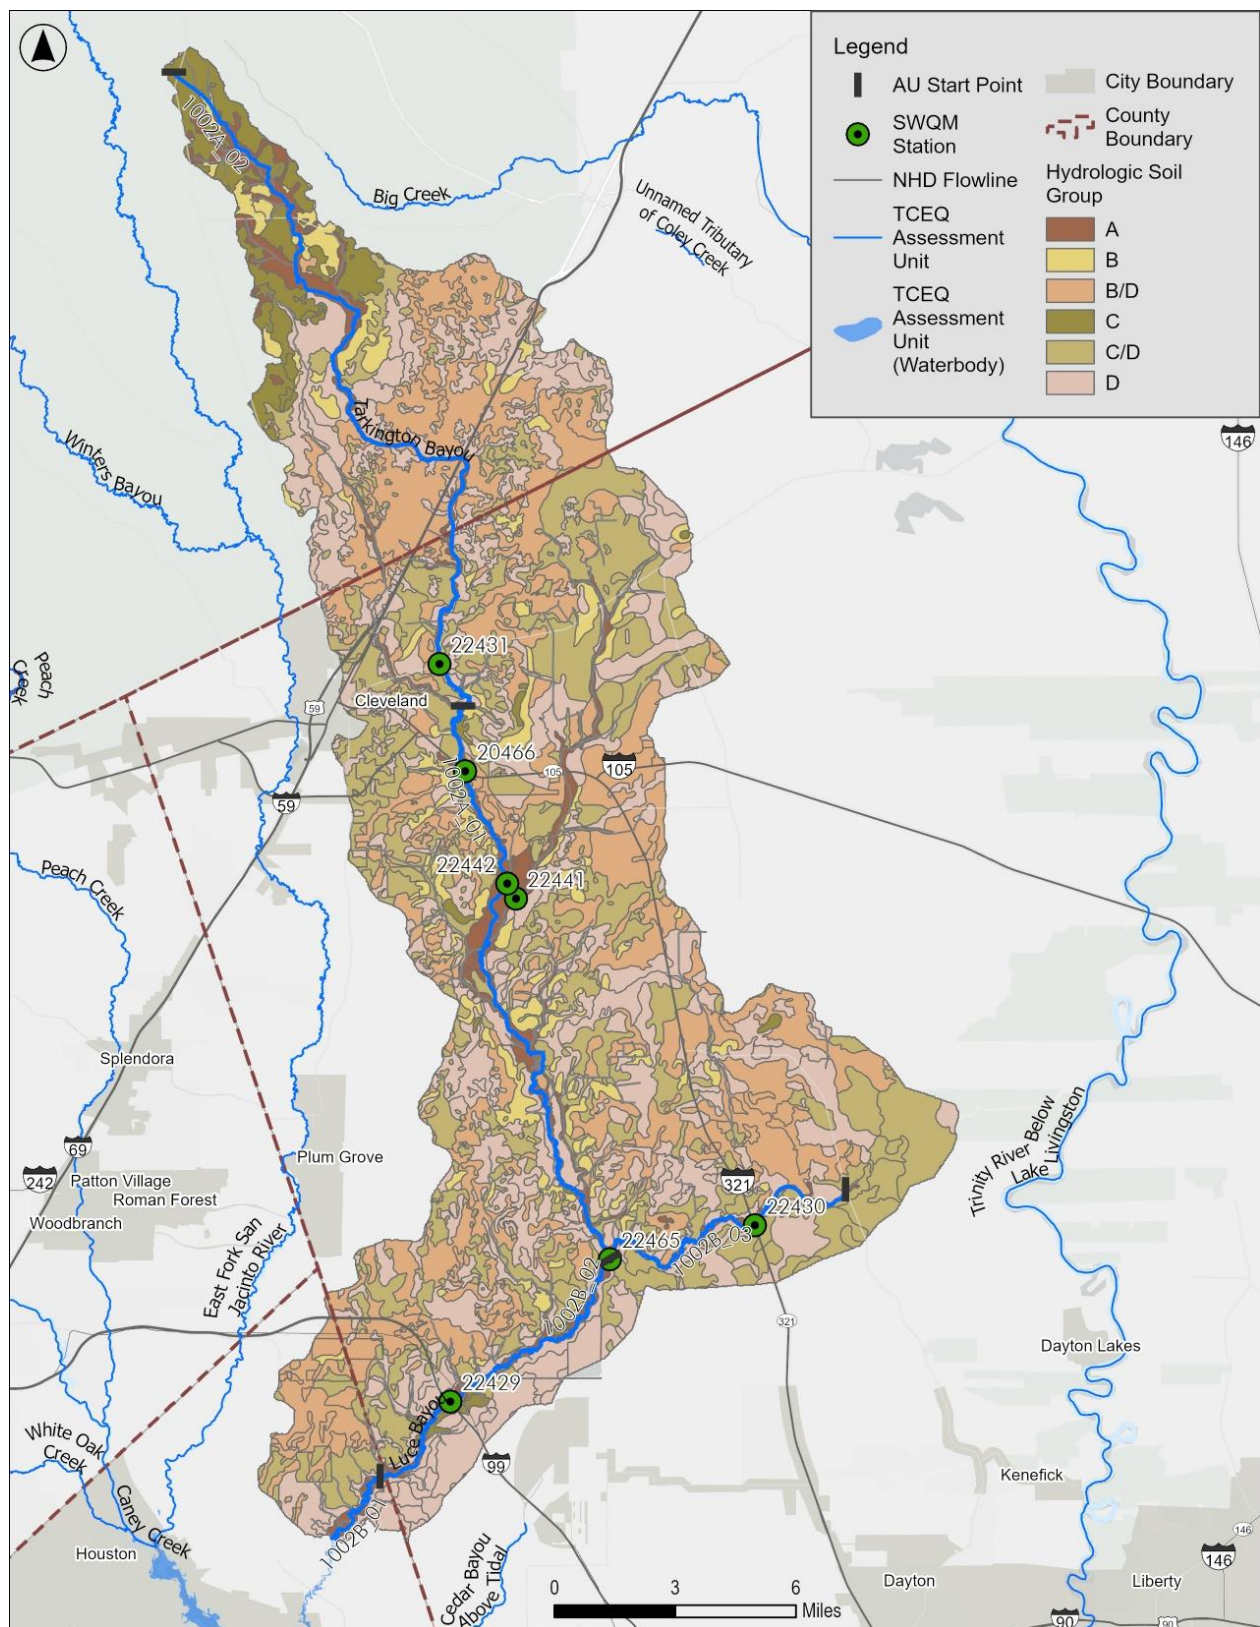 Legend
AU Start Point
SWQM
Station
NHD Flowline
TCEQ
Assessment
Unit
TCEQ
Assessment
Unit
(Waterbody)
City Boundary
County
Boundary
Hydrologic Soil
Group
A
B
B/D
C
C/D
D
1002A_02
Big Creek
Unnamed Tributary
of Coley Creek
146
Tarkington Bayou
Winters Bayou
Peach
Creek
22431
Cleveland
59
20466
105
105
59
1002A_01
22442
22441
Peach Creek
Splendora
Trinity River Below
Lake Livingston
69
242
Plum Grove
Patton Village
Roman Forest
Woodbranch
321
22430
22465
1002B_03
East Fork San
Jacinto River
1002B_02
321
Dayton Lakes
22429
Luce Bayou
White Oak
Creek
99
Kenefick
Caney Creek
1002B_01
Houston
Cedar Bayou
Above Tidal
146
146
Dayton
Liberty
0 3 6
Miles
90
90